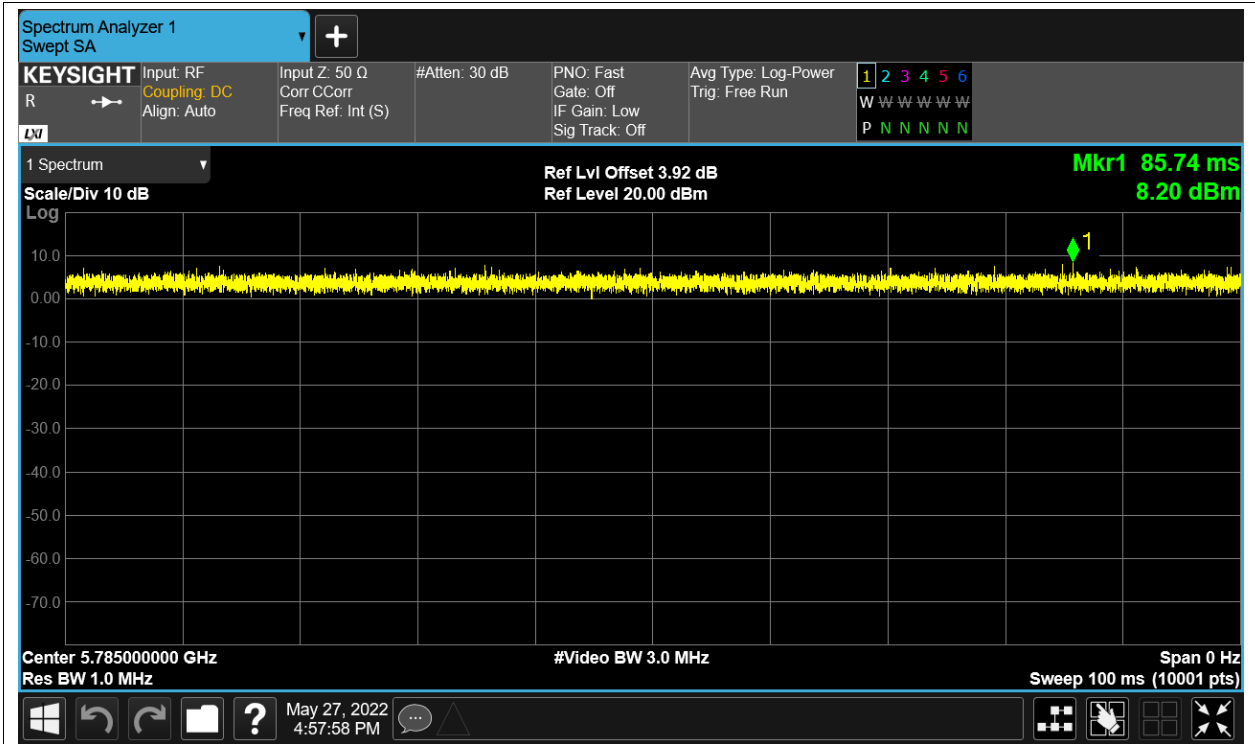 Spectrum Analyzer 1
Swept SA
KEYSIGHT
R
LXI
Input: RF
Coupling: DC
Align: Auto
Input Z: 50 Ω
Corr CCorr
Freq Ref: Int (S)
#Atten: 30 dB
PNO: Fast
Gate: Off
IF Gain: Low
Sig Track: Off
Avg Type: Log-Power
Trig: Free Run
1 2 3 4 5 6
W W W W W W
P N N N N N
1 Spectrum
Scale/Div 10 dB
Ref Lvl Offset 3.92 dB
Ref Level 20.00 dBm
Mkr1 85.74 ms
8.20 dBm
Log
1
10.0
0.00
-10.0
-20.0
-30.0
-40.0
-50.0
-60.0
-70.0
Center 5.785000000 GHz
#Video BW 3.0 MHz
Span 0 Hz
Res BW 1.0 MHz
Sweep 100 ms (10001 pts)
?
May 27, 2022
4:57:58 PM